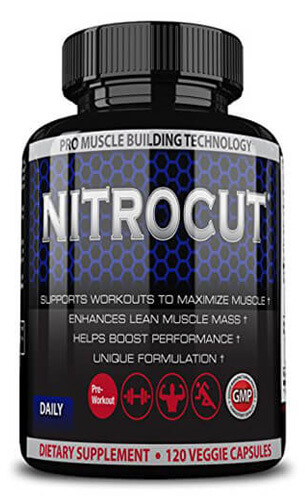 PRO MUSCLE BUILDING TECHNOLOGY
NITROCUT
SUPPORTS WORKOUTS TO MAXIMIZE MUSCLE †
ENHANCES LEAN MUSCLE MASS †
HELPS BOOST PERFORMANCE †
UNIQUE FORMULATION †
Pre-
Workout
GMP
DAILY
DIETARY SUPPLEMENT • 120 VEGGIE CAPSULES